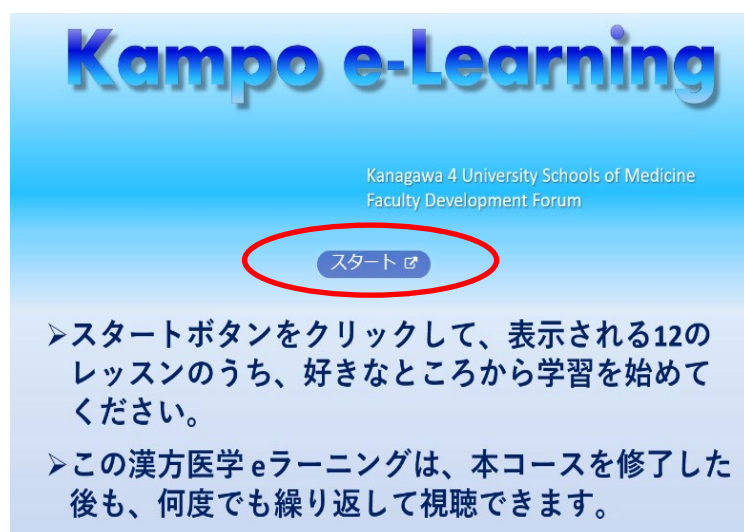 Kampo e-Learning
Kanagawa 4 University Schools of Medicine
Faculty Development Forum
スタート
➢スタートボタンをクリックして、表示される12の
レッスンのうち、好きなところから学習を始めて
ください。
➢この漢方医学 eラーニングは、本コースを修了した
後も、何度でも繰り返して視聴できます。